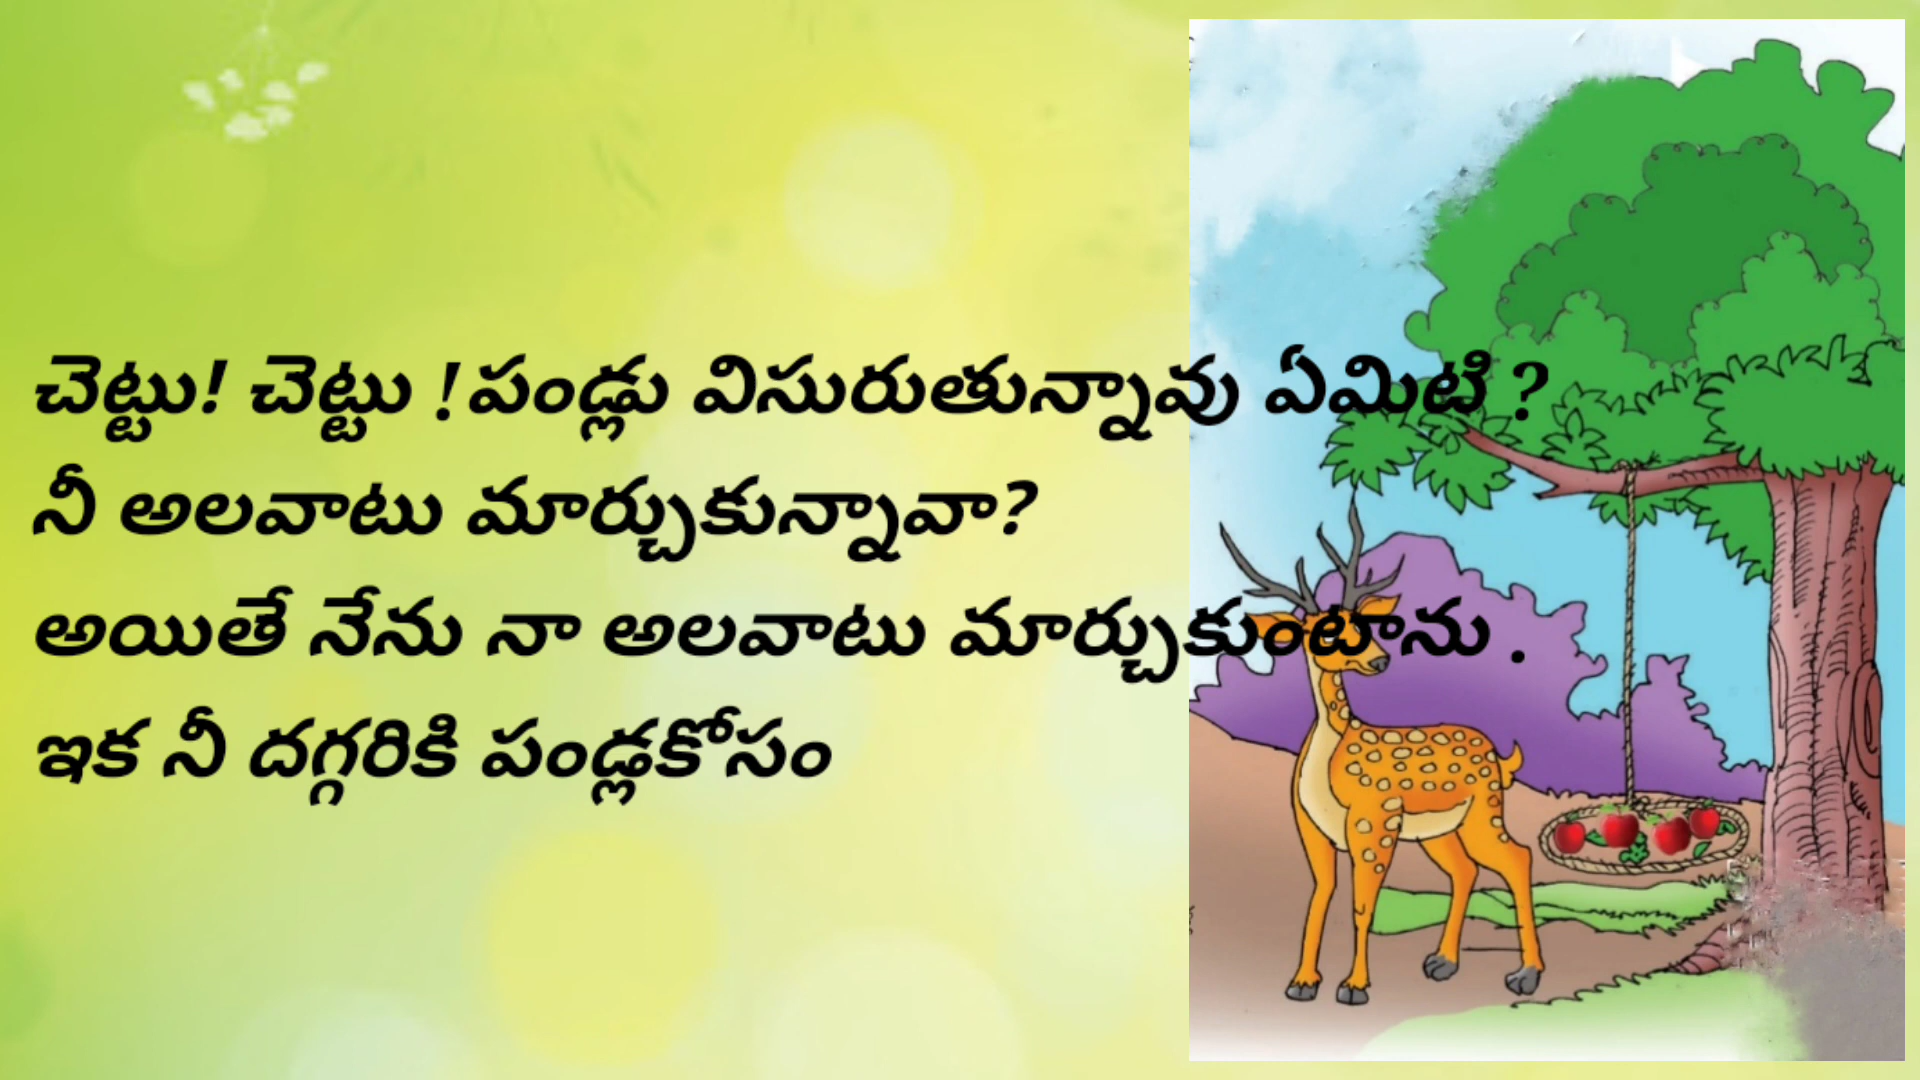 చెట్టు! చెట్టు ! పండ్లు విసురుతున్నావు ఏమిటి ?
నీ అలవాటు మార్చుకున్నావా?
అయితే నేను నా అలవాటు మార్చుకుంటాను .
ఇక నీ దగ్గరికి పండ్లకోసం